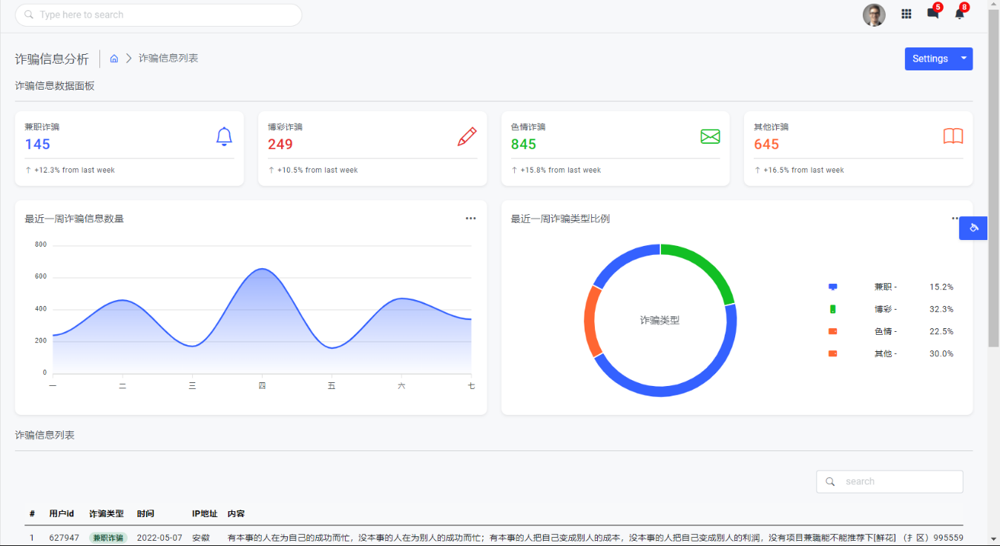 Type here to search
5
8
诈骗信息分析
诈骗信息列表
Settings
诈骗信息数据面板
兼职诈骗
145
↑ +12.3% from last week
博彩诈骗
249
↑ +10.5% from last week
色情诈骗
845
↑ +15.8% from last week
其他诈骗
645
↑ +16.5% from last week
最近一周诈骗信息数量
800
600
400
200
0
一 二 三 四 五 六 七
最近一周诈骗类型比例
诈骗类型
兼职 - 15.2%
博彩 - 32.3%
色情 - 22.5%
其他 - 30.0%
诈骗信息列表
search
# 用户id 诈骗类型 时间 IP地址 内容
1 627947 兼职诈骗 2022-05-07 安徽 有本事的人在为自己的成功而忙，没本事的人在为别人的成功而忙；有本事的人把自己变成别人的成本，没本事的人把自己变成别人的利润，没有项目兼職能不能推荐下[鲜花] （扌区）995559